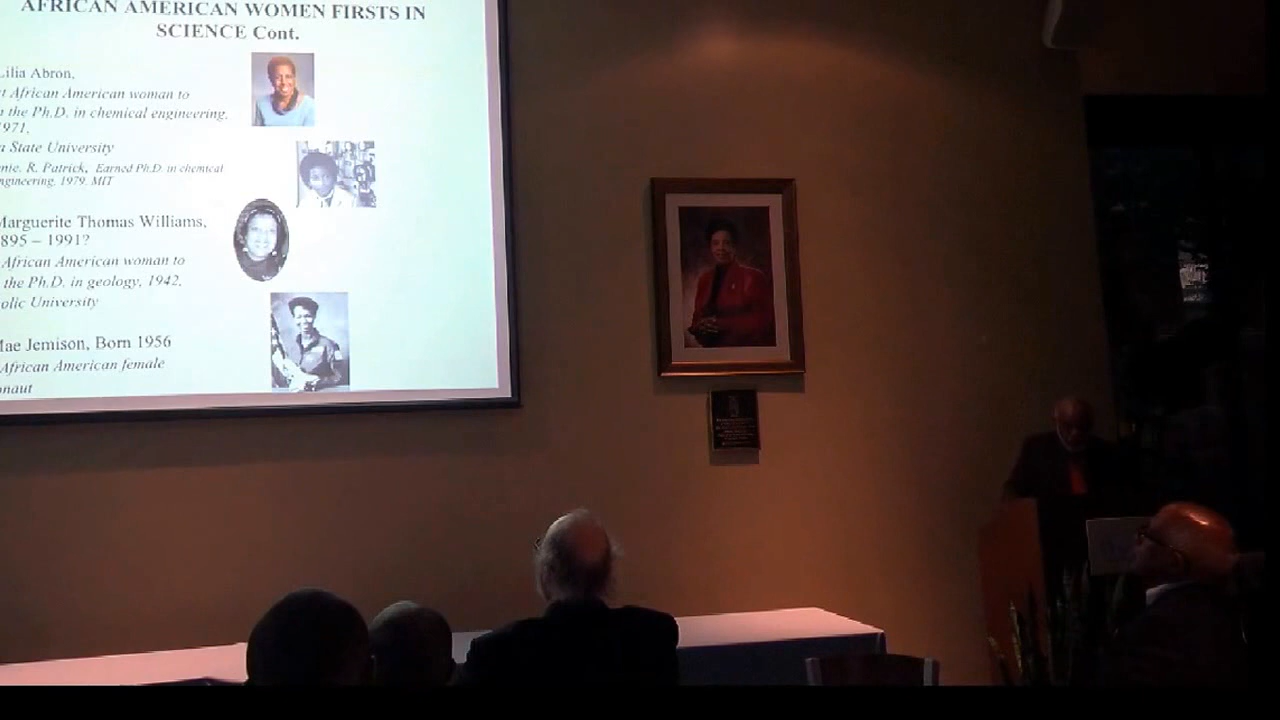 AFRICAN AMERICAN WOMEN FIRSTS IN
SCIENCE Cont.
Lilia Abron,
t African American woman to
n the Ph.D. in chemical engineering,
971,
a State University
nie. R. Patrick, Earned Ph.D. in chemical
ngineering, 1979, MIT
Marguerite Thomas Williams,
895 – 1991?
African American woman to
the Ph.D. in geology, 1942,
olic University
Mae Jemison, Born 1956
African American female
onaut